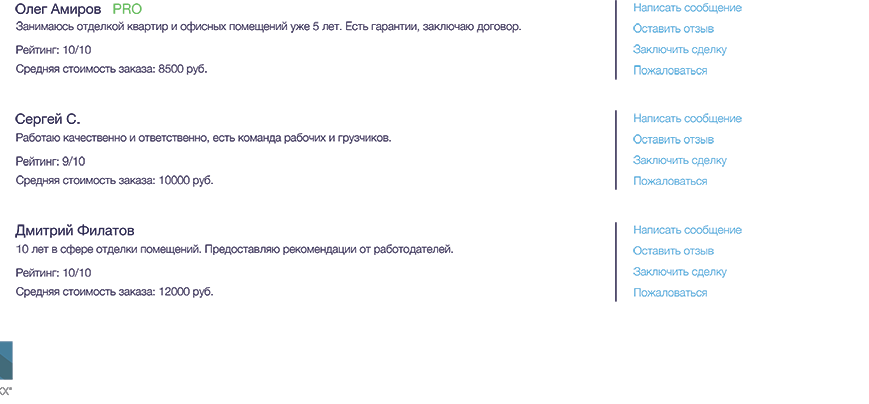 Олег Амиров PRO
Занимаюсь отделкой квартир и офисных помещений уже 5 лет. Есть гарантии, заключаю договор.
Рейтинг: 10/10
Средняя стоимость заказа: 8500 руб.
Написать сообщение
Оставить отзыв
Заключить сделку
Пожаловаться
Сергей С.
Работаю качественно и ответственно, есть команда рабочих и грузчиков.
Рейтинг: 9/10
Средняя стоимость заказа: 10000 руб.
Написать сообщение
Оставить отзыв
Заключить сделку
Пожаловаться
Дмитрий Филатов
10 лет в сфере отделки помещений. Предоставляю рекомендации от работодателей.
Рейтинг: 10/10
Средняя стоимость заказа: 12000 руб.
Написать сообщение
Оставить отзыв
Заключить сделку
Пожаловаться